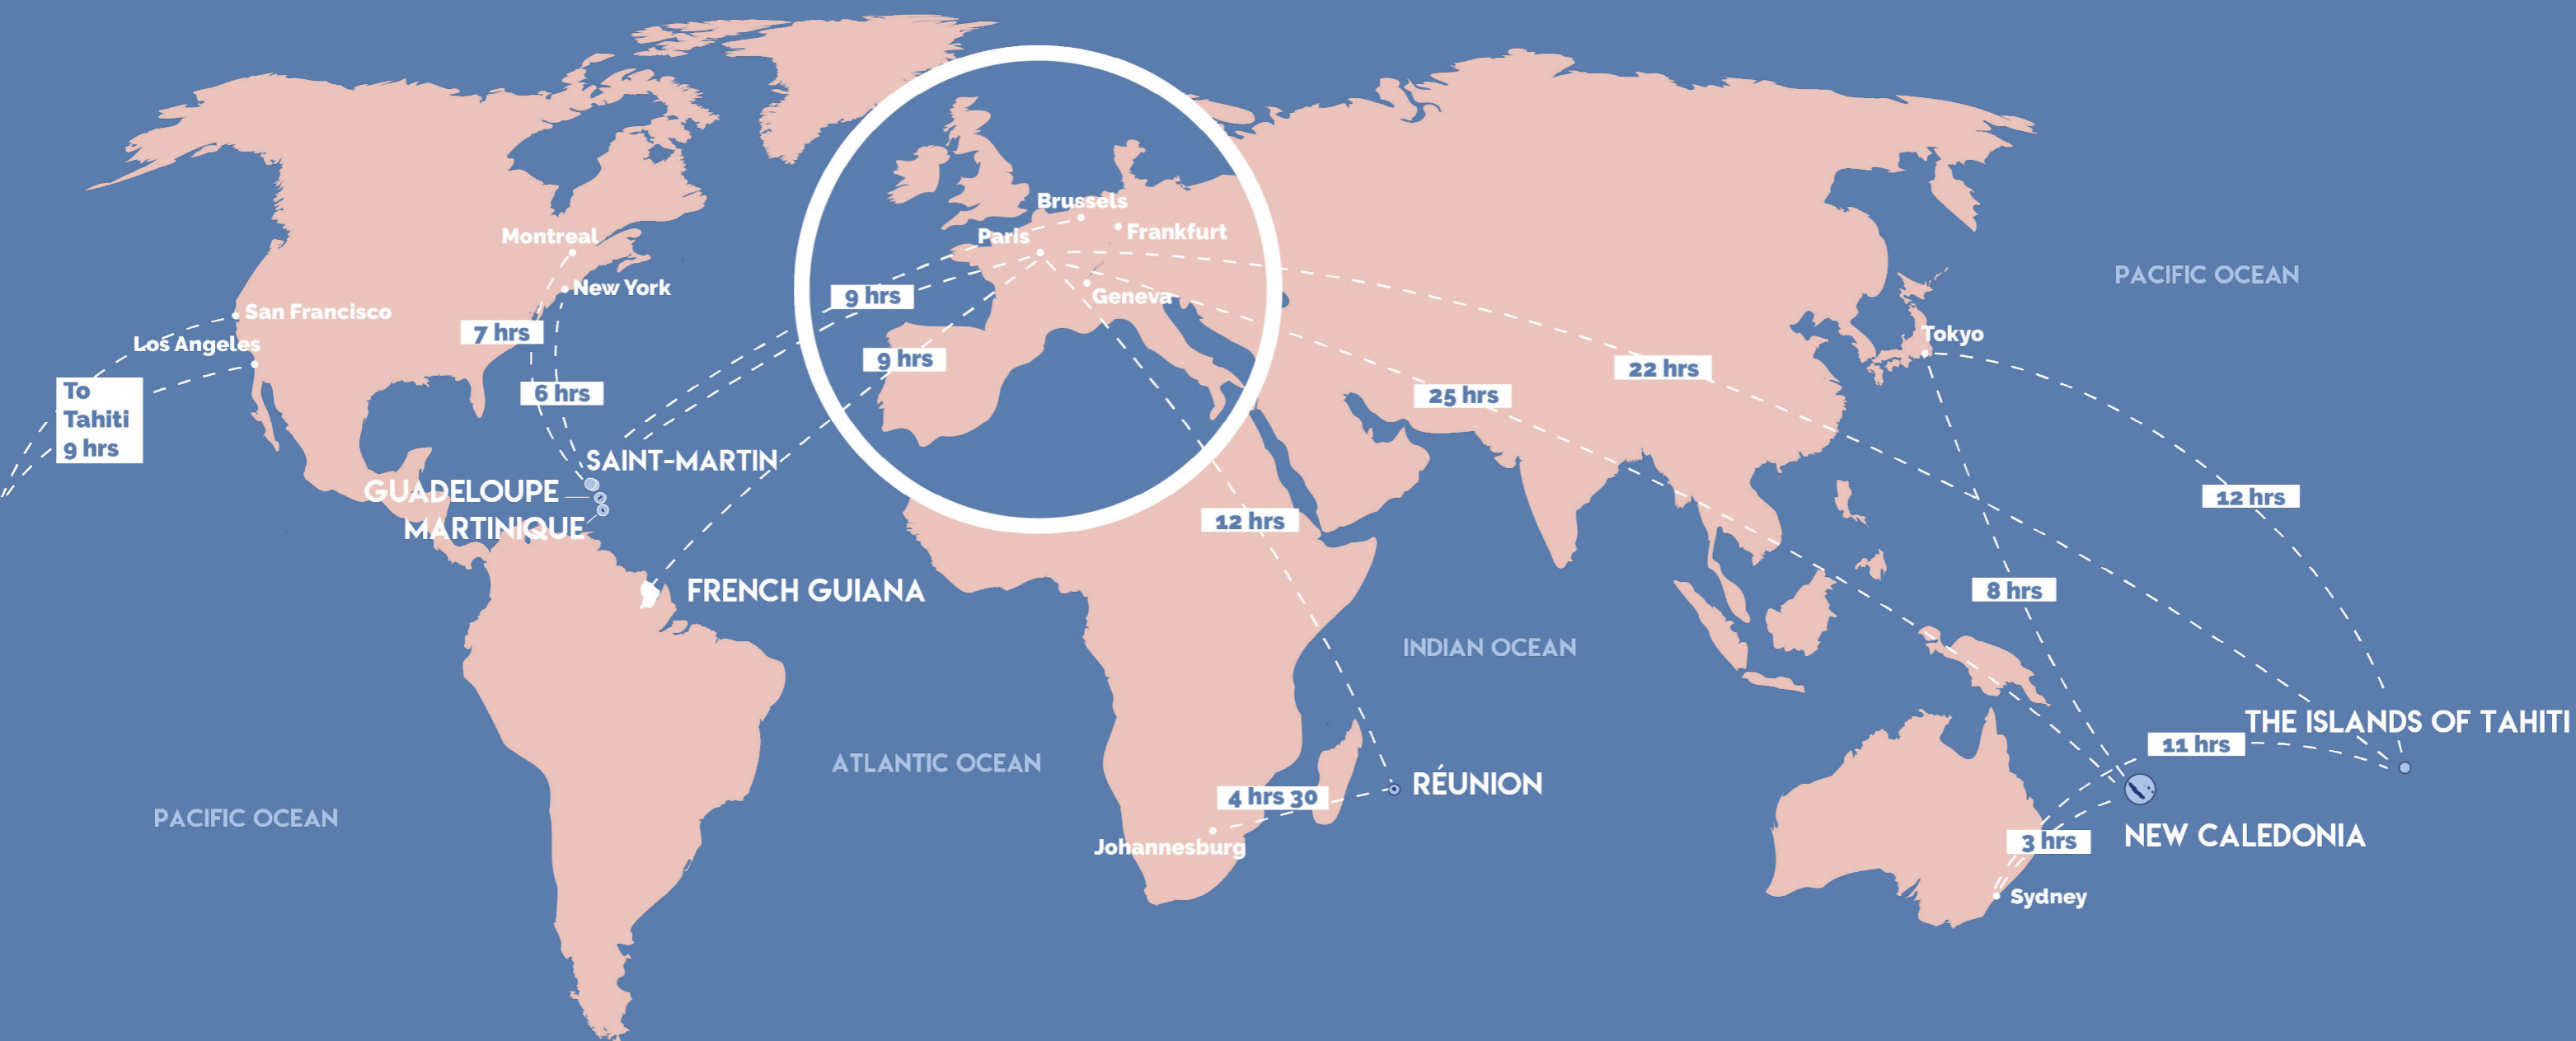 Brussels
Paris
Frankfurt
Montreal
PACIFIC OCEAN
New York
9 hrs
Geneva
San Francisco
7 hrs
Tokyo
Los Angeles
9 hrs
22 hrs
To
Tahiti
9 hrs
6 hrs
25 hrs
SAINT-MARTIN
GUADELOUPE
12 hrs
MARTINIQUE
12 hrs
FRENCH GUIANA
8 hrs
INDIAN OCEAN
THE ISLANDS OF TAHITI
11 hrs
ATLANTIC OCEAN
RÉUNION
4 hrs 30
PACIFIC OCEAN
NEW CALEDONIA
3 hrs
Johannesburg
Sydney